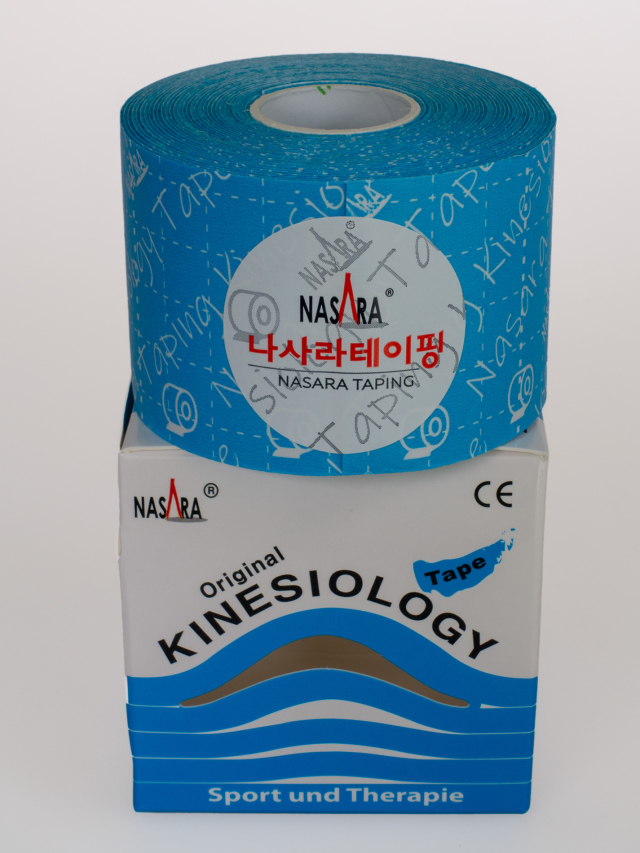 NASARA®
나사라테이핑
NASARA TAPING
NASARA®
CE
Original
KINESIOLOGY
Tape
Sport und Therapie